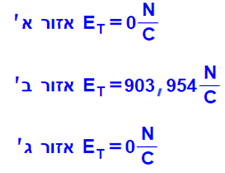 אזור א' E_T = 0 N/C
אזור ב' E_T = 903,954 N/C
אזור ג' E_T = 0 N/C